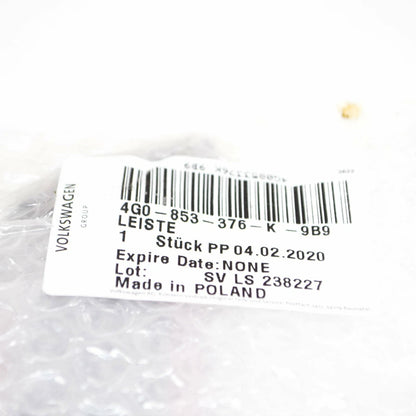 VOLKSWAGEN
GROUP
4G0-853-376-K -9B9
LEISTE
1 Stück PP 04.02.2020
Expire Date:NONE
Lot: SV LS 238227
Made in POLAND